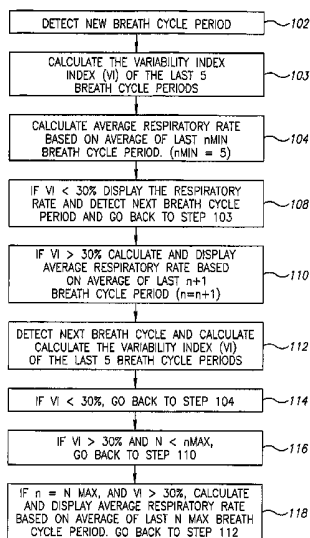 DETECT NEW BREATH CYCLE PERIOD
102
CALCULATE THE VARIABILITY INDEX
INDEX (VI) OF THE LAST 5
BREATH CYCLE PERIODS
103
CALCULATE AVERAGE RESPIRATORY RATE
BASED ON AVERAGE OF LAST nMIN
BREATH CYCLE PERIOD. (nMIN = 5)
104
IF VI < 30% DISPLAY THE RESPIRATORY
RATE AND DETECT NEXT BREATH CYCLE
PERIOD AND GO BACK TO STEP 103
108
IF VI > 30% CALCULATE AND DISPLAY
AVERAGE RESPIRATORY RATE BASED
ON AVERAGE OF LAST n+1
BREATH CYCLE PERIOD (n=n+1)
110
DETECT NEXT BREATH CYCLE AND CALCULATE
CALCULATE THE VARIABILITY INDEX (VI)
OF THE LAST 5 BREATH CYCLE PERIODS
112
IF VI < 30%, GO BACK TO STEP 104
114
IF VI > 30% AND N < nMAX,
GO BACK TO STEP 110
116
IF n = N MAX, AND VI > 30%, CALCULATE
AND DISPLAY AVERAGE RESPIRATORY RATE
BASED ON AVERAGE OF LAST N MAX BREATH
CYCLE PERIOD. GO BACK TO STEP 112
118